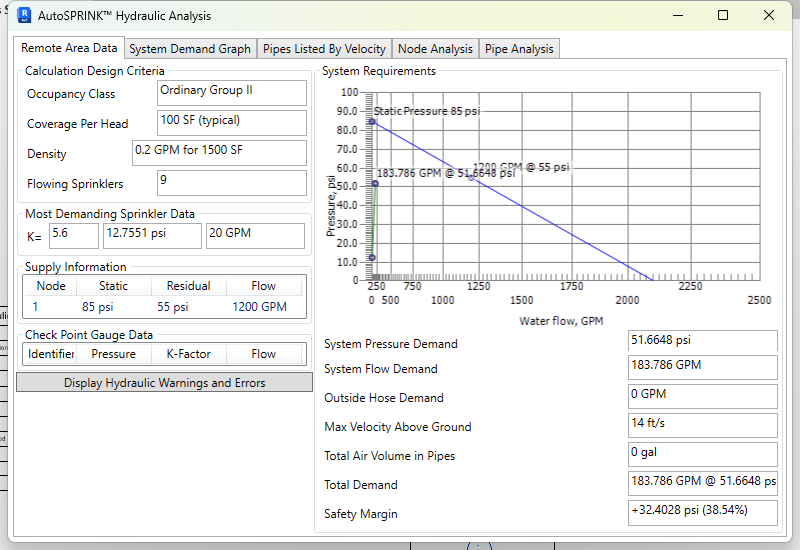 AutoSPRINK™ Hydraulic Analysis
Remote Area Data System Demand Graph Pipes Listed By Velocity Node Analysis Pipe Analysis
Calculation Design Criteria
Occupancy Class Ordinary Group II
Coverage Per Head 100 SF (typical)
Density 0.2 GPM for 1500 SF
Flowing Sprinklers 9
Most Demanding Sprinkler Data
K= 5.6 12.7551 psi 20 GPM
Supply Information
Node Static Residual Flow
1 85 psi 55 psi 1200 GPM
Check Point Gauge Data
Identifier Pressure K-Factor Flow
Display Hydraulic Warnings and Errors
System Requirements
100
90.0
80.0
70.0
60.0
50.0
40.0
30.0
20.0
10.0
0
Pressure, psi
Static Pressure 85 psi
1200 GPM @ 55 psi
183.786 GPM @ 51.6648 psi
250 750 1250 1750 2250
0 500 1000 1500 2000 2500
Water flow, GPM
System Pressure Demand 51.6648 psi
System Flow Demand 183.786 GPM
Outside Hose Demand 0 GPM
Max Velocity Above Ground 14 ft/s
Total Air Volume in Pipes 0 gal
Total Demand 183.786 GPM @ 51.6648 ps
Safety Margin +32.4028 psi (38.54%)